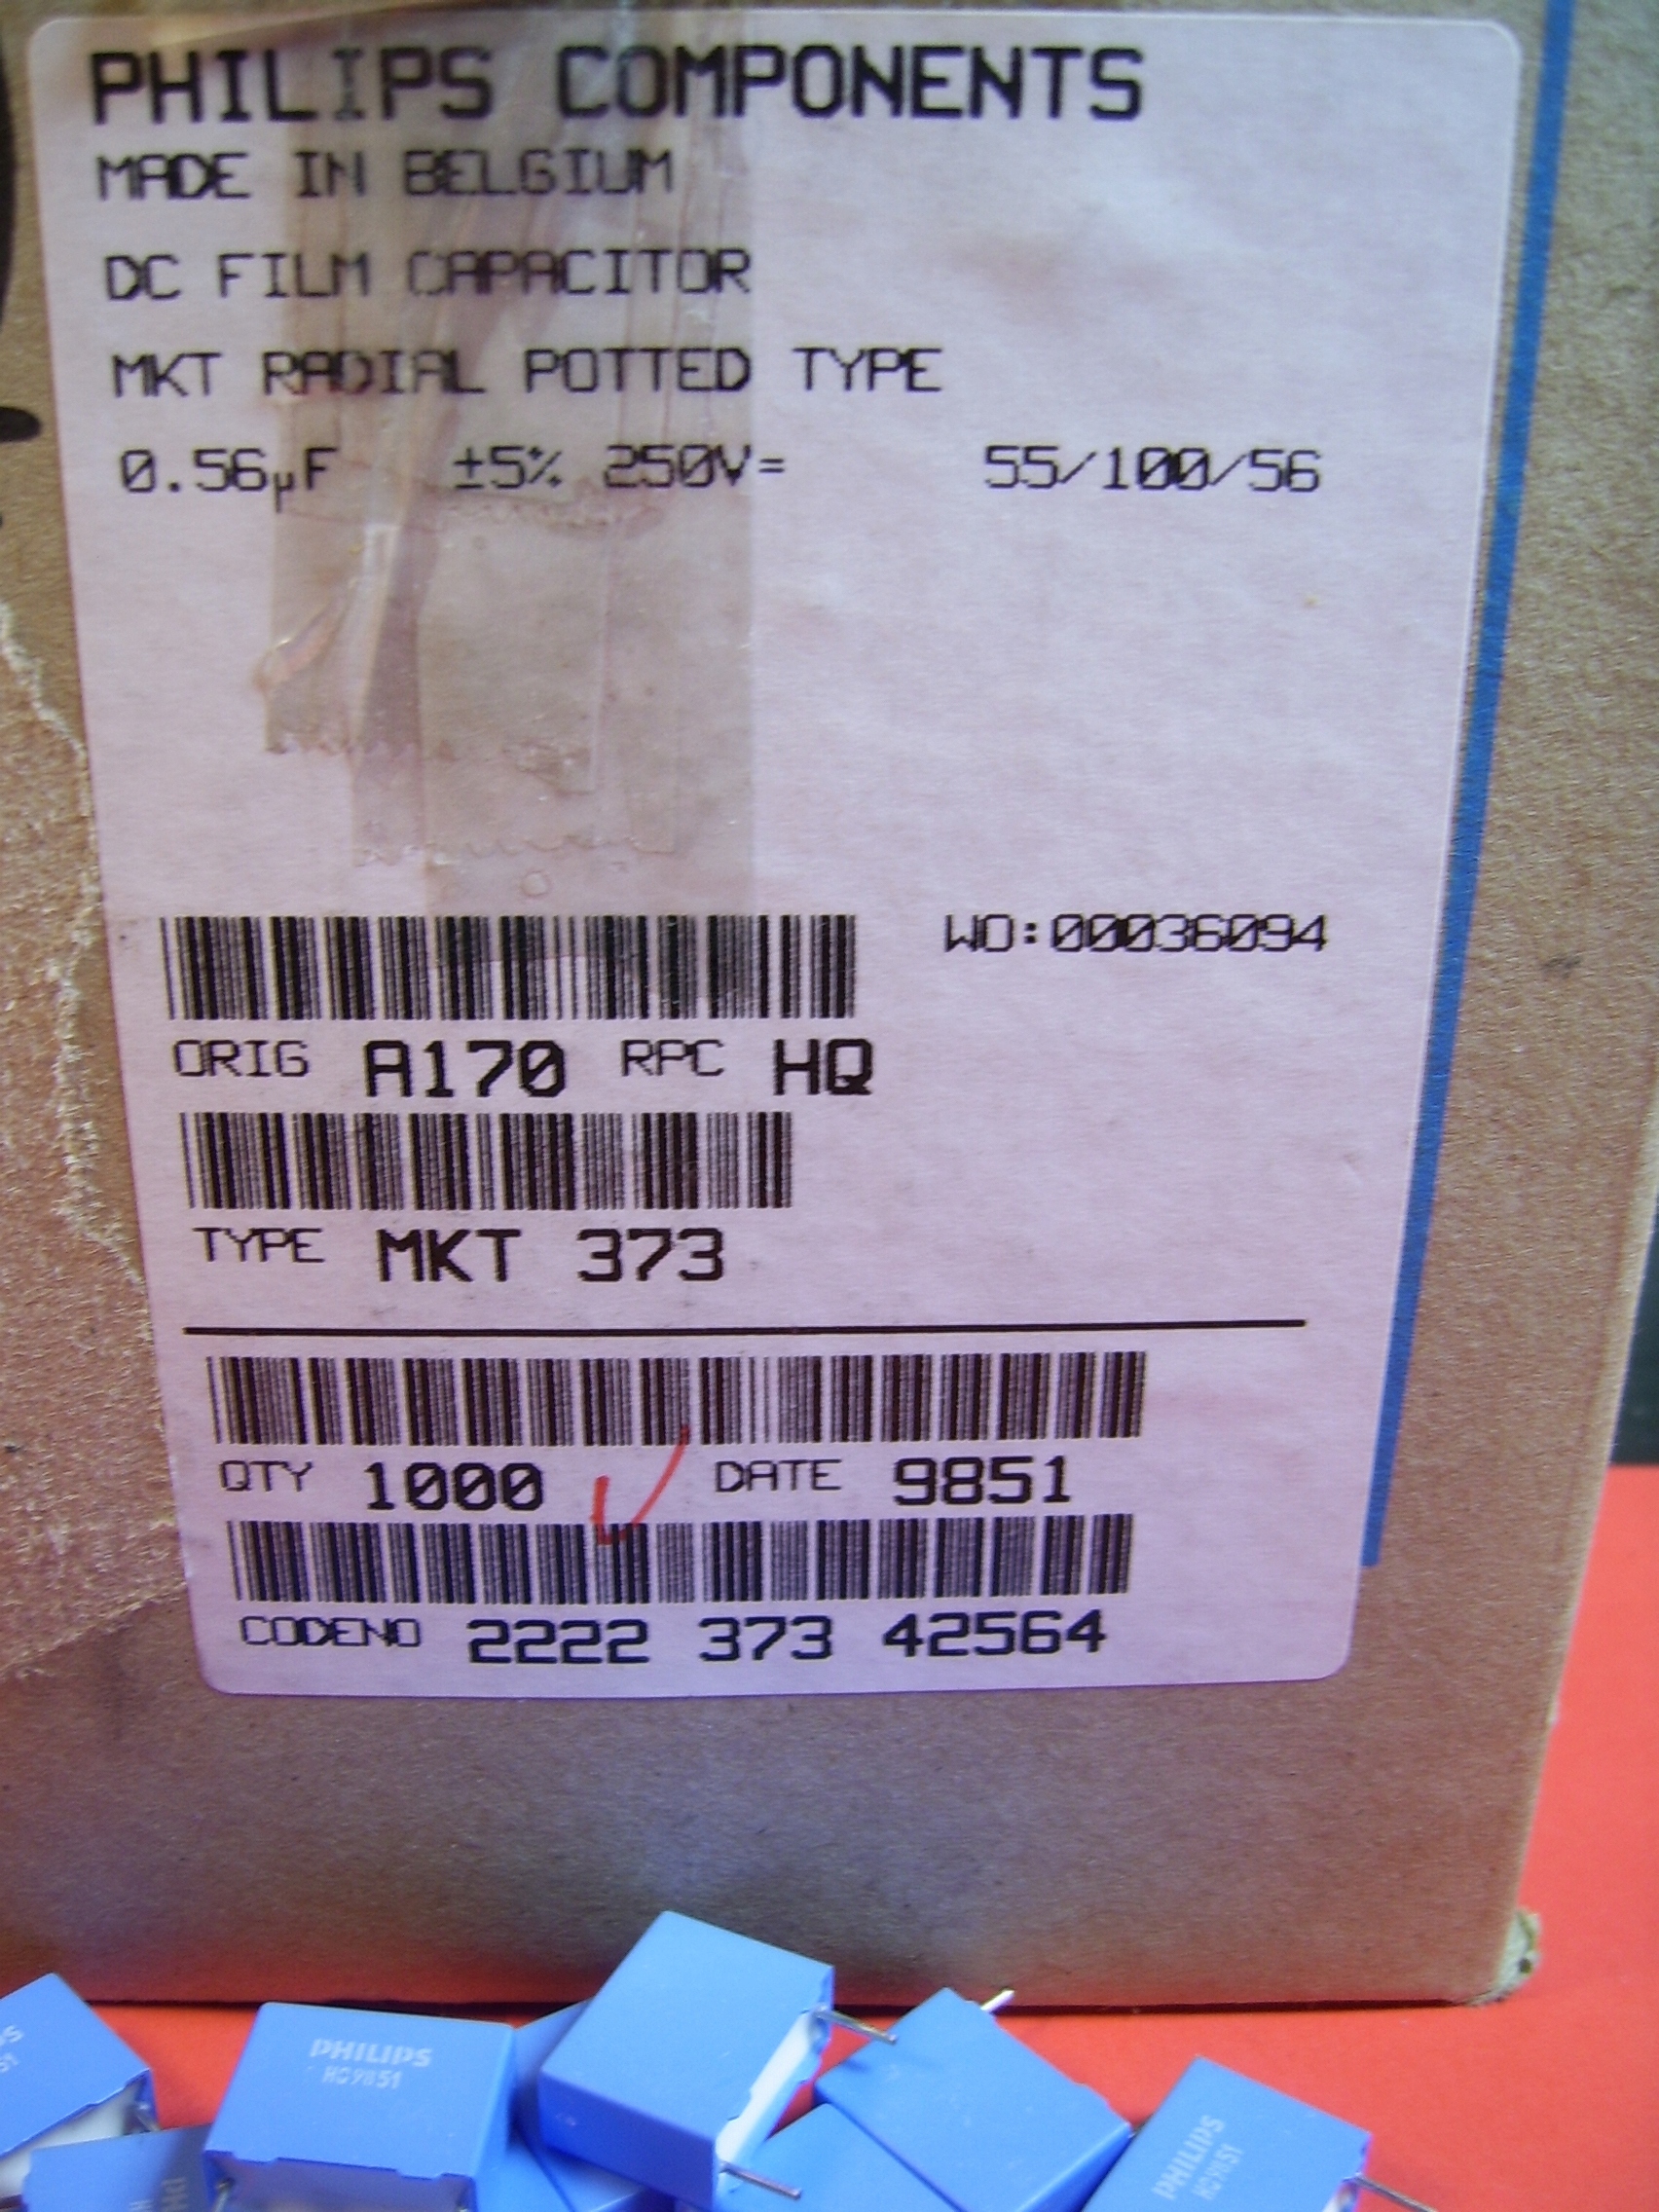 PHILIPS COMPONENTS
MADE IN BELGIUM
DC FILM CAPACITOR
MKT RADIAL POTTED TYPE
0.56µF ±5% 250V= 55/100/56
WO:00036094
ORIG A170 RPC HQ
TYPE MKT 373
QTY 1000 DATE 9851
CODENO 2222 373 42564
PHILIPS
HQ9851
PHILIPS
HQ9851